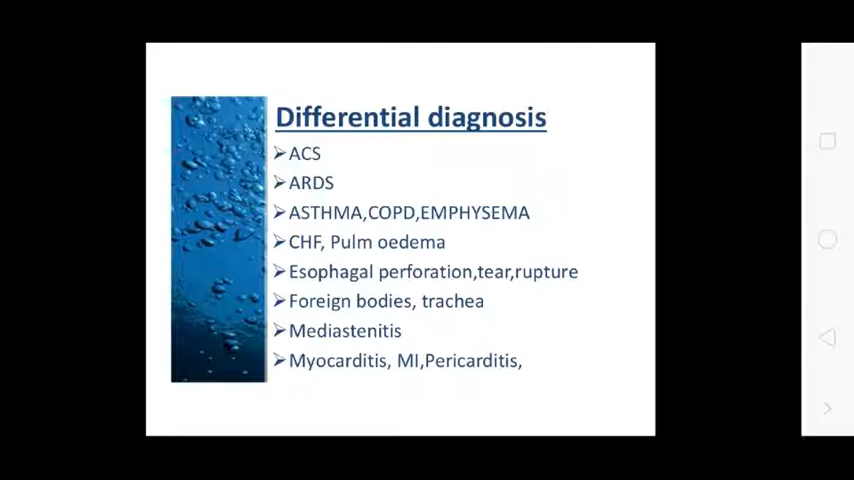 Differential diagnosis
ACS
ARDS
ASTHMA,COPD,EMPHYSEMA
CHF, Pulm oedema
Esophagal perforation,tear,rupture
Foreign bodies, trachea
Mediastenitis
Myocarditis, MI,Pericarditis,